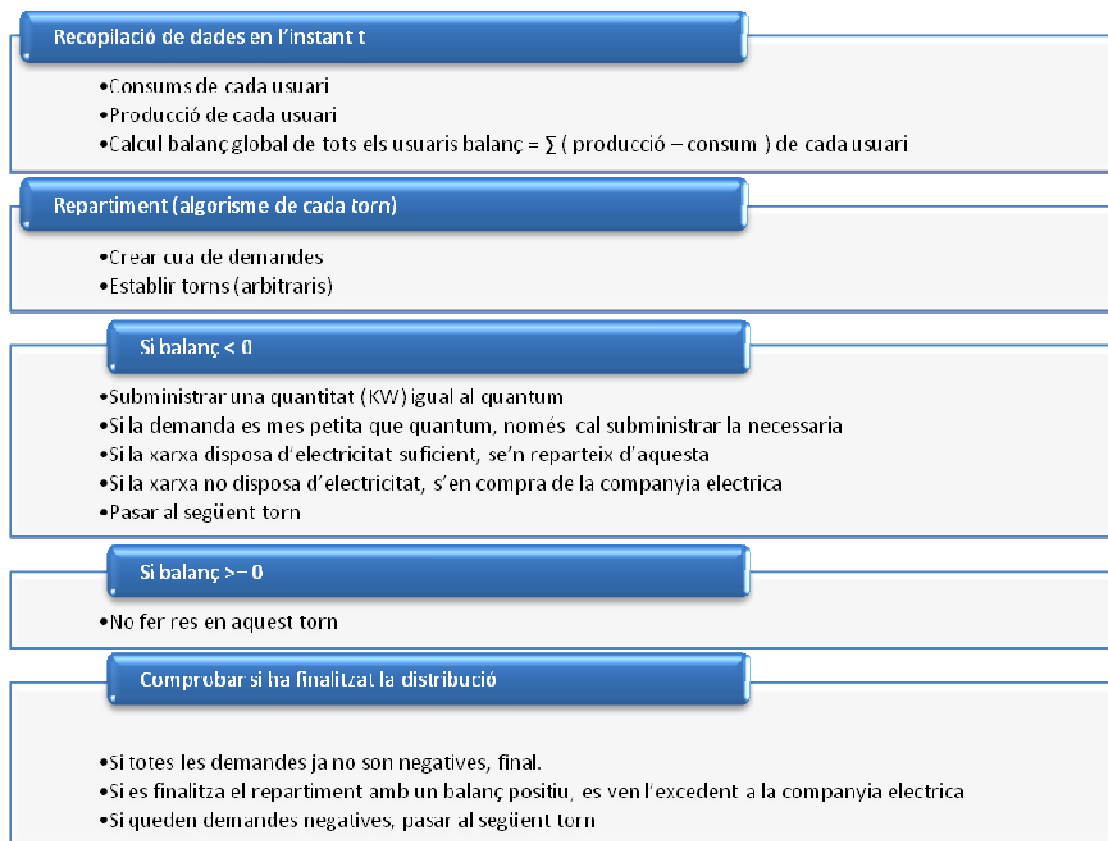 Recopilació de dades en l'instant t
•Consums de cada usuari
•Producció de cada usuari
•Calcul balanç global de tots els usuaris balanç = ∑ ( producció – consum ) de cada usuari
Repartiment (algorisme de cada torn)
•Crear cua de demandes
•Establir torns (arbitraris)
Si balanç < 0
•Subministrar una quantitat (KW) igual al quantum
•Si la demanda es mes petita que quantum, només cal subministrar la necessaria
•Si la xarxa disposa d'electricitat suficient, se'n reparteix d'aquesta
•Si la xarxa no disposa d'electricitat, s'en compra de la companyia electrica
•Pasar al següent torn
Si balanç >= 0
•No fer res en aquest torn
Comprobar si ha finalitzat la distribució
•Si totes les demandes ja no son negatives, final.
•Si es finalitza el repartiment amb un balanç positiu, es ven l'excedent a la companyia electrica
•Si queden demandes negatives, pasar al següent torn